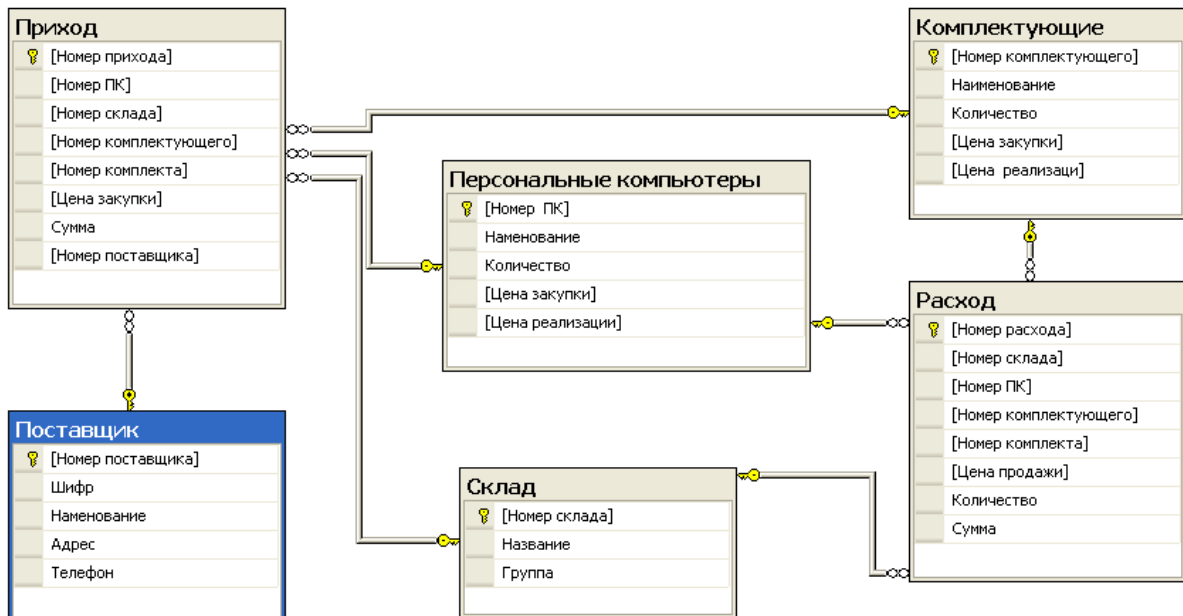 Приход
[Номер прихода]
[Номер ПК]
[Номер склада]
[Номер комплектующего]
[Номер комплекта]
[Цена закупки]
Сумма
[Номер поставщика]
Комплектующие
[Номер комплектующего]
Наименование
Количество
[Цена закупки]
[Цена  реализаци]
Персональные компьютеры
[Номер  ПК]
Наменование
Количество
[Цена закупки]
[Цена реализации]
Расход
[Номер расхода]
[Номер склада]
[Номер ПК]
[Номер комплектующего]
[Номер комплекта]
[Цена продажи]
Количество
Сумма
Поставщик
[Номер поставщика]
Шифр
Наменование
Адрес
Телефон
Склад
[Номер склада]
Название
Группа